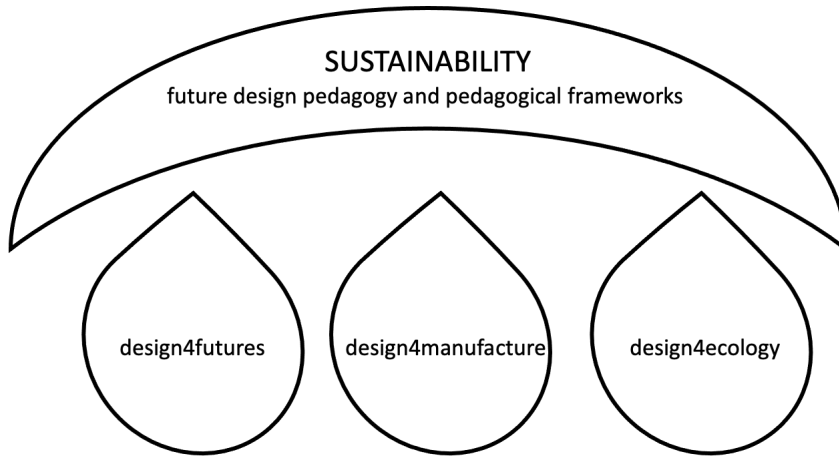 SUSTAINABILITY
future design pedagogy and pedagogical frameworks
design4futures
design4manufacture
design4ecology